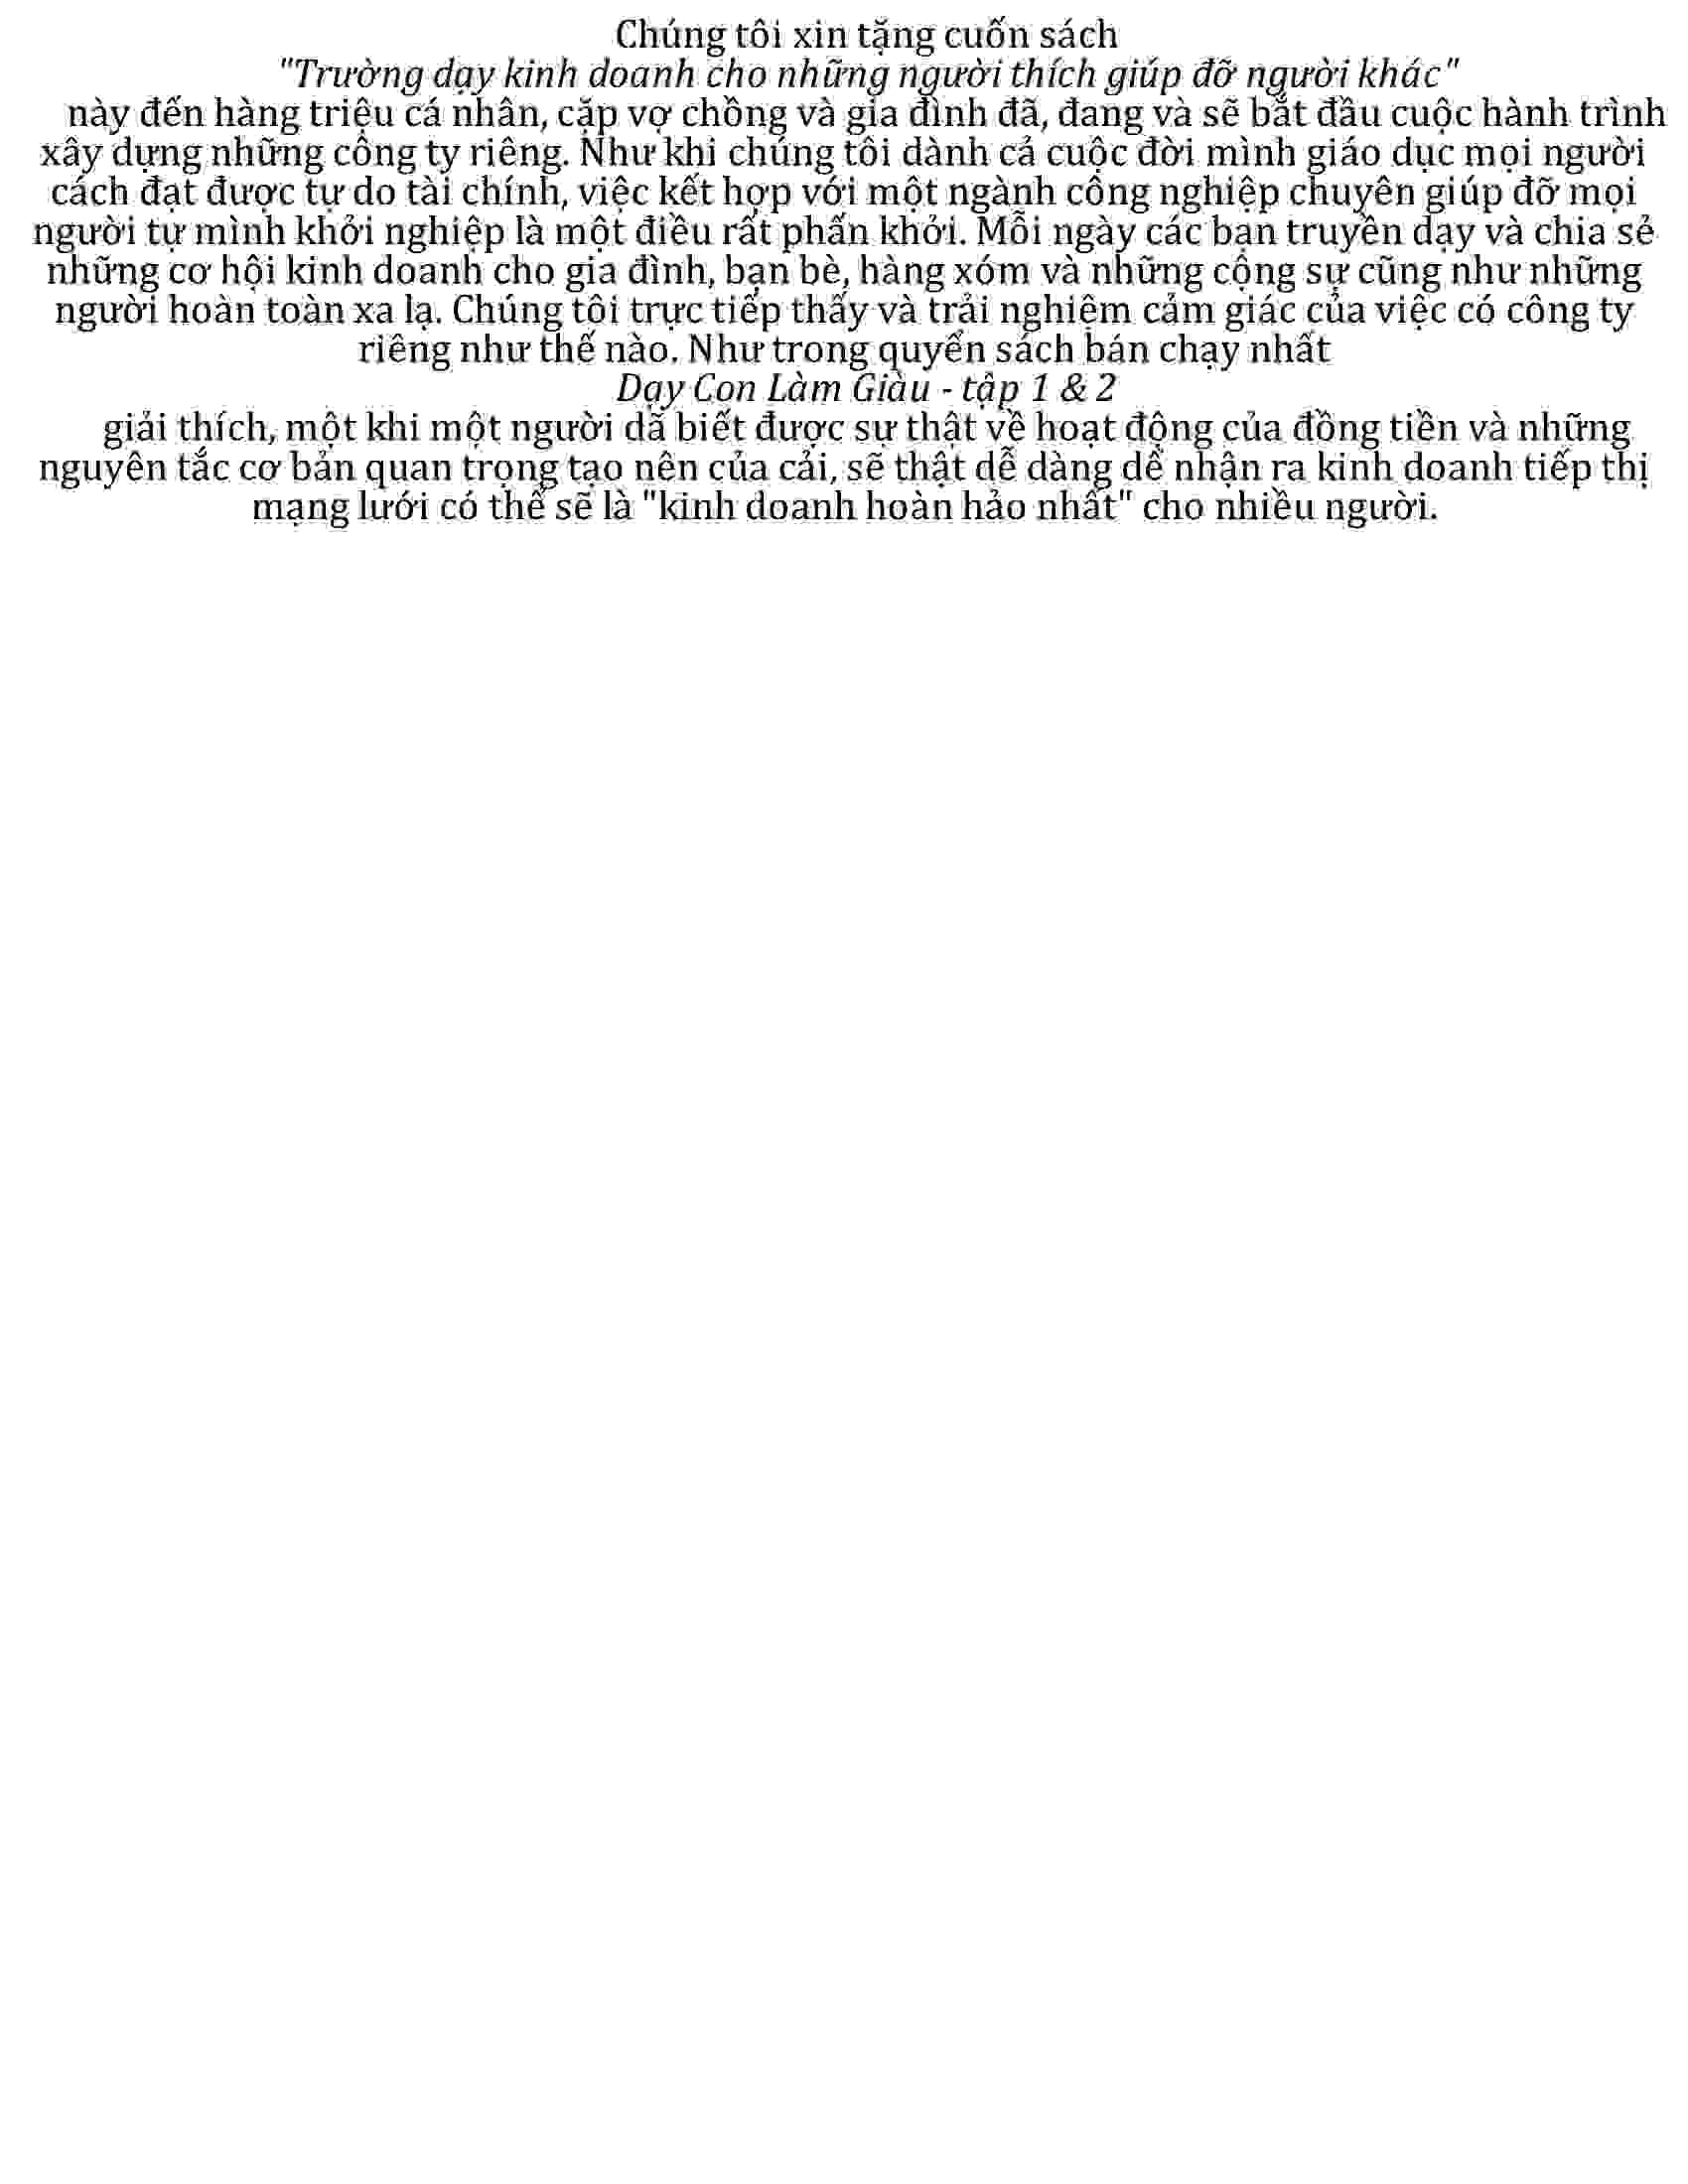 Chúng tôi xin tặng cuốn sách
"Trường dạy kinh doanh cho những người thích giúp đỡ người khác"
này đến hàng triệu cá nhân, cặp vợ chồng và gia đình đã, đang và sẽ bắt đầu cuộc hành trình
xây dựng những công ty riêng. Như khi chúng tôi dành cả cuộc đời mình giáo dục mọi người
cách đạt được tự do tài chính, việc kết hợp với một ngành công nghiệp chuyên giúp đỡ mọi
người tự mình khởi nghiệp là một điều rất phấn khởi. Mỗi ngày các bạn truyền dạy và chia sẻ
những cơ hội kinh doanh cho gia đình, bạn bè, hàng xóm và những cộng sự cũng như những
người hoàn toàn xa lạ. Chúng tôi trực tiếp thấy và trải nghiệm cảm giác của việc có công ty
riêng như thế nào. Như trong quyển sách bán chạy nhất
Dạy Con Làm Giàu - tập 1 & 2
giải thích, một khi một người dã biết được sự thật về hoạt động của đồng tiền và những
nguyên tắc cơ bản quan trọng tạo nên của cải, sẽ thật dễ dàng dể nhận ra kinh doanh tiếp thị
mạng lưới có thể sẽ là "kinh doanh hoàn hảo nhất" cho nhiều người.